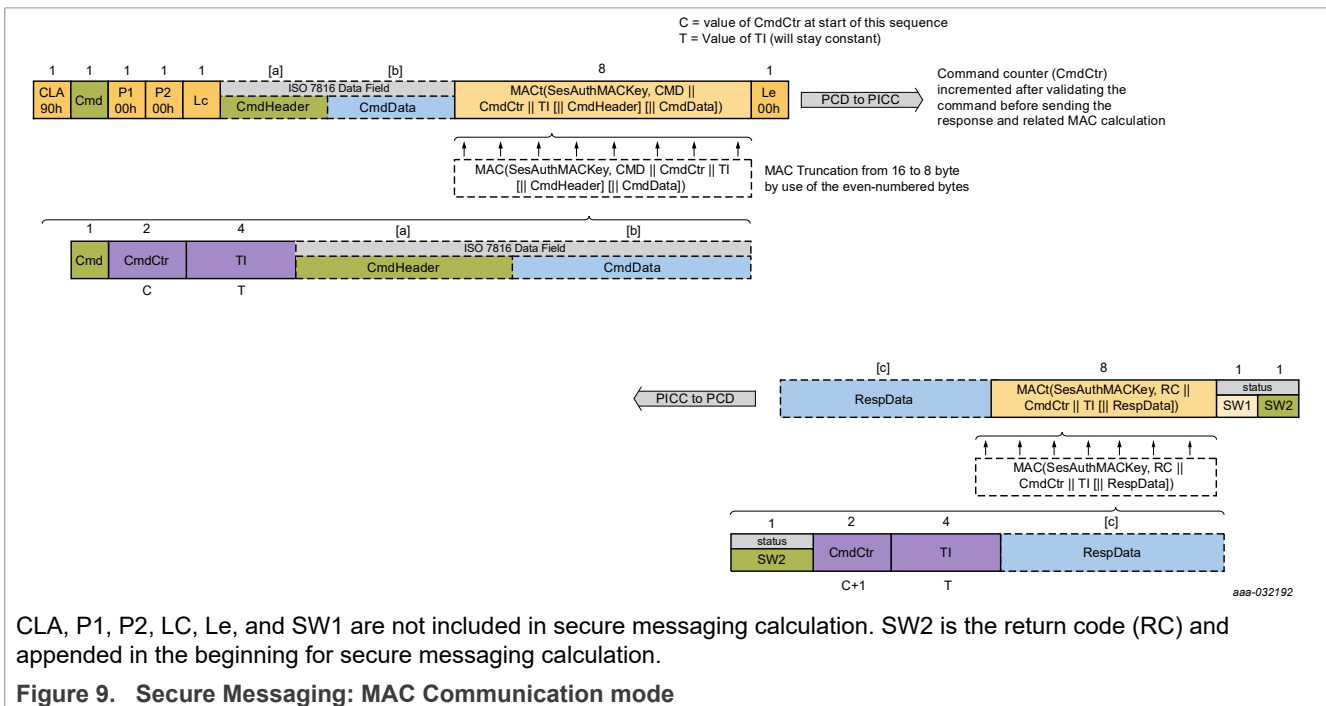 C = value of CmdCtr at start of this sequence
T = Value of TI (will stay constant)
1 1 1 1 1 [a] [b] 8 1
CLA
90h
Cmd
P1
00h
P2
00h
Lc
ISO 7816 Data Field
CmdHeader
CmdData
MACt(SesAuthMACKey, CMD ||
CmdCtr || TI [|| CmdHeader] [|| CmdData])
Le
00h
PCD to PICC
Command counter (CmdCtr)
incremented after validating the
command before sending the
response and related MAC calculation
MAC(SesAuthMACKey, CMD || CmdCtr || TI
[|| CmdHeader] [|| CmdData])
MAC Truncation from 16 to 8 byte
by use of the even-numbered bytes
1 2 4 [a] [b]
Cmd
CmdCtr
TI
ISO 7816 Data Field
CmdHeader
CmdData
C T
[c] 8 1 1
PICC to PCD
RespData
MACt(SesAuthMACKey, RC ||
CmdCtr || TI [|| RespData])
status
SW1 SW2
MAC(SesAuthMACKey, RC ||
CmdCtr || TI [|| RespData])
1 2 4 [c]
status
SW2
CmdCtr
TI
RespData
C+1 T
aaa-032192
CLA, P1, P2, LC, Le, and SW1 are not included in secure messaging calculation. SW2 is the return code (RC) and
appended in the beginning for secure messaging calculation.
Figure 9. Secure Messaging: MAC Communication mode